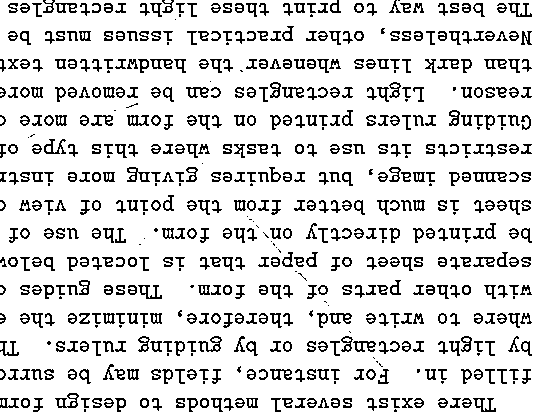 There exist several methods to design form
filled in. For instance, fields may be surrou
by light rectangles or by guiding rulers. Th
where to write and, therefore, minimize the e
with other parts of the form. These guides c
separate sheet of paper that is located below
be printed directly on the form. The use of
sheet is much better from the point of view o
scanned image, but requires giving more instr
restricts its use to tasks where this type of
Guiding rulers printed on the form are more c
reason. Light rectangles can be removed more
than dark lines whenever the handwritten text
Nevertheless, other practical issues must be
The best way to print these light rectangles